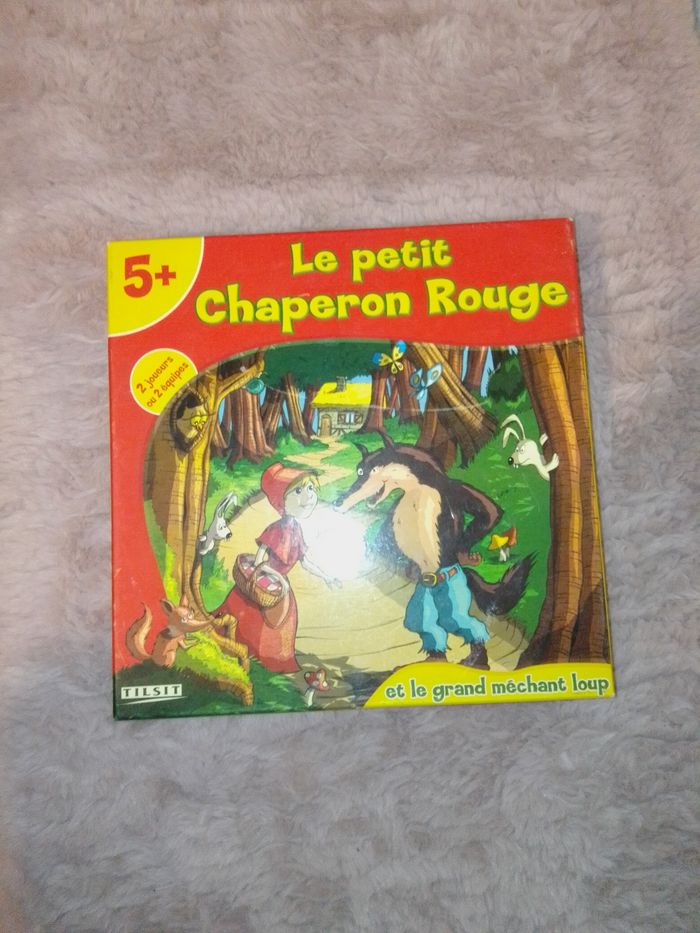 5+
Le petit
Chaperon Rouge
2 joueurs
ou 2 équipes
et le grand méchant loup
TILSIT